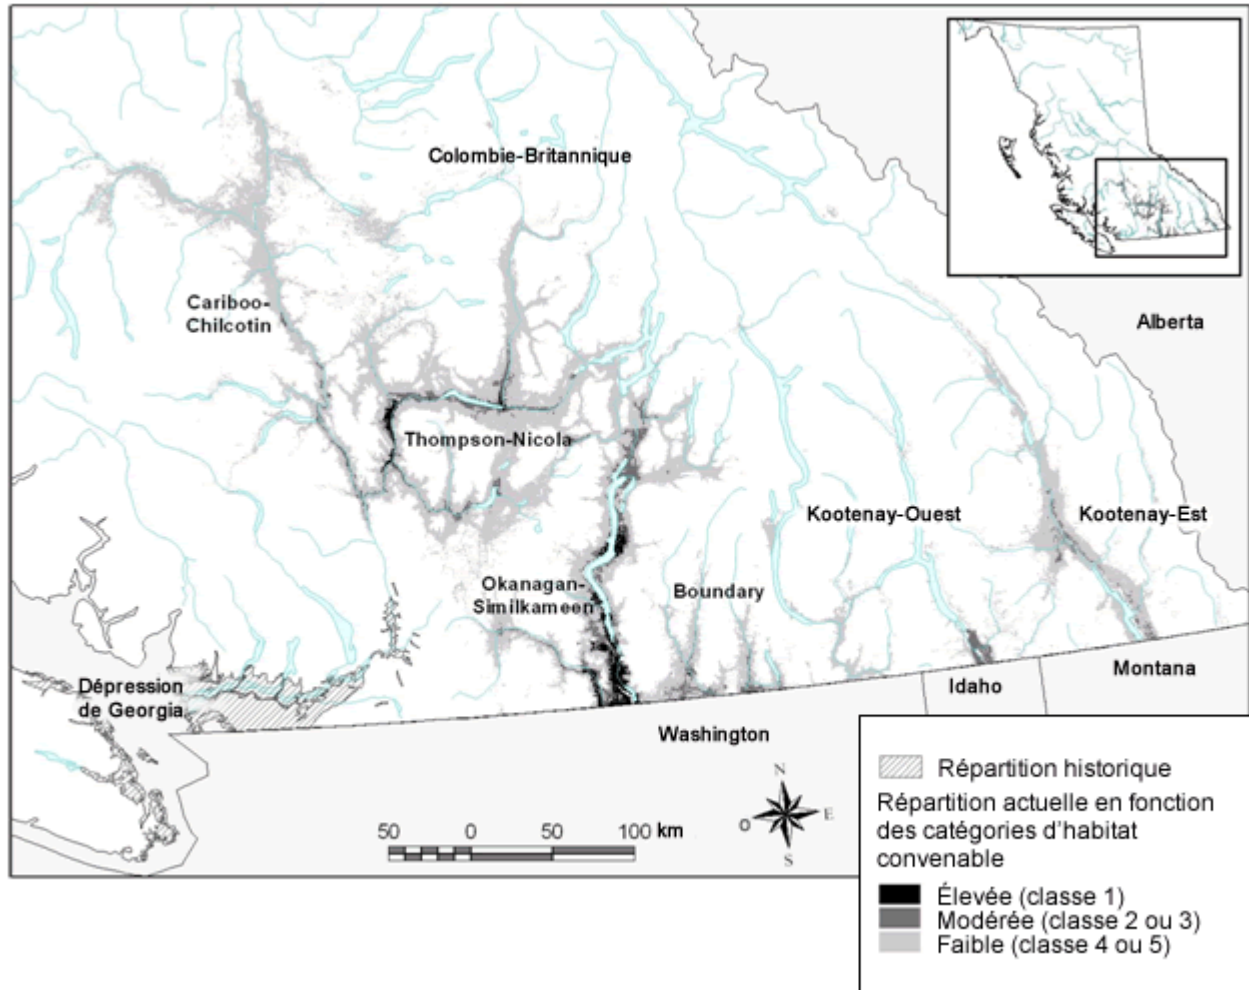 Colombie-Britannique
Alberta
Cariboo-
Chilcotin
Thompson-Nicola
Kootenay-Ouest
Kootenay-Est
Okanagan-
Similkameen
Boundary
Dépression
de Georgia
Montana
Idaho
Washington
N
E
O
S
50 0 50 100 km
Répartition historique
Répartition actuelle en fonction
des catégories d'habitat
convenable
Élevée (classe 1)
Modérée (classe 2 ou 3)
Faible (classe 4 ou 5)